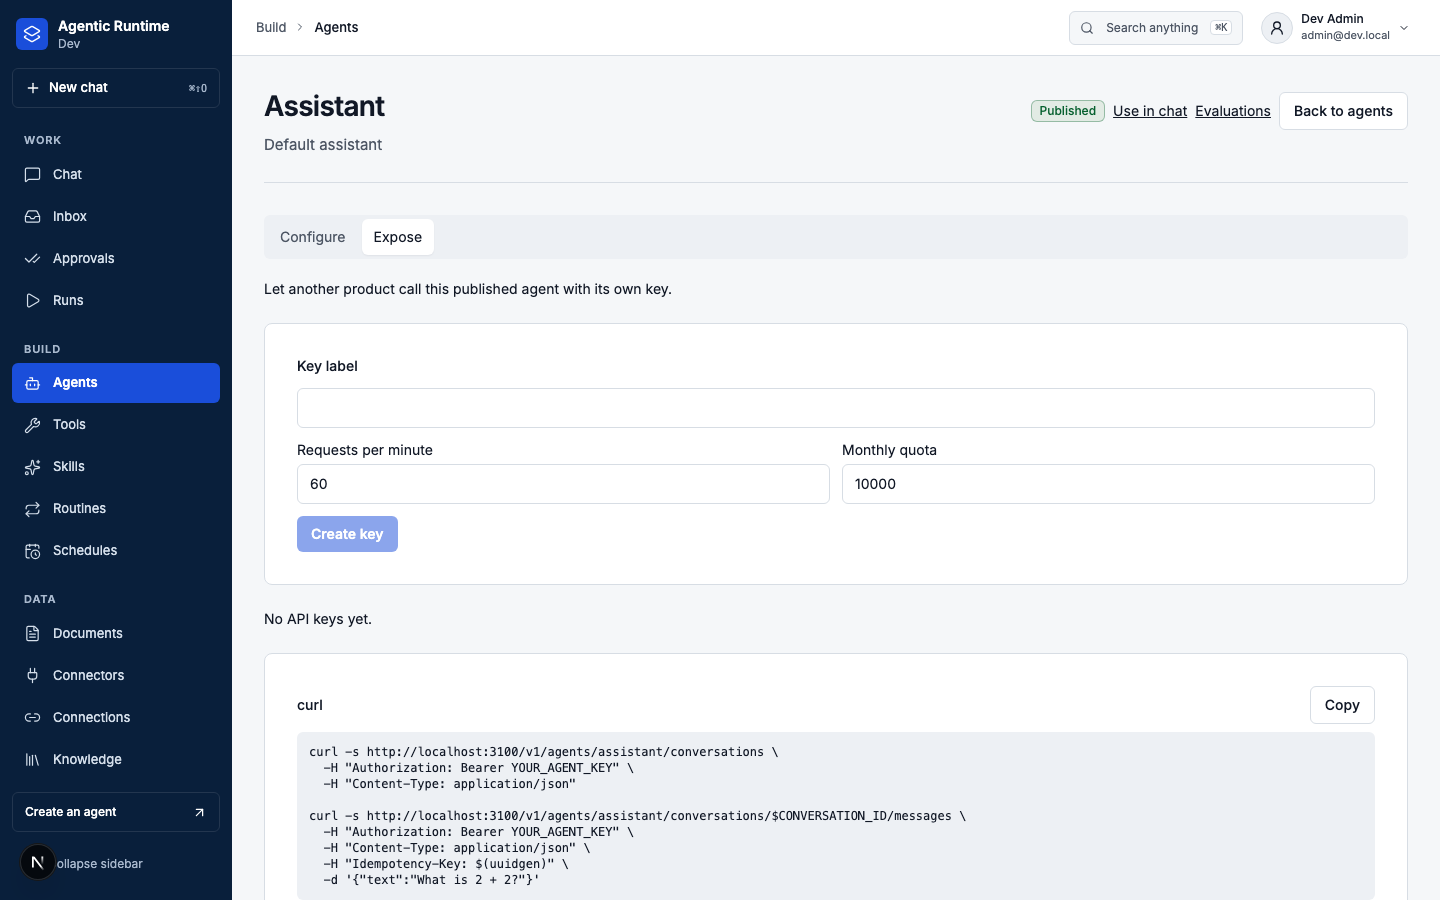 Agentic Runtime
Dev
New chat ⌘⇧O
WORK
Chat
Inbox
Approvals
Runs
BUILD
Agents
Tools
Skills
Routines
Schedules
DATA
Documents
Connectors
Connections
Knowledge
Create an agent
N ollapse sidebar
Build > Agents
Search anything ⌘K
Dev Admin
admin@dev.local
Assistant
Default assistant
Published Use in chat Evaluations Back to agents
Configure Expose
Let another product call this published agent with its own key.
Key label
Requests per minute Monthly quota
60 10000
Create key
No API keys yet.
curl Copy
curl -s http://localhost:3100/v1/agents/assistant/conversations \
-H "Authorization: Bearer YOUR_AGENT_KEY" \
-H "Content-Type: application/json"
curl -s http://localhost:3100/v1/agents/assistant/conversations/$CONVERSATION_ID/messages \
-H "Authorization: Bearer YOUR_AGENT_KEY" \
-H "Content-Type: application/json" \
-H "Idempotency-Key: $(uuidgen)" \
-d '{"text":"What is 2 + 2?"}'